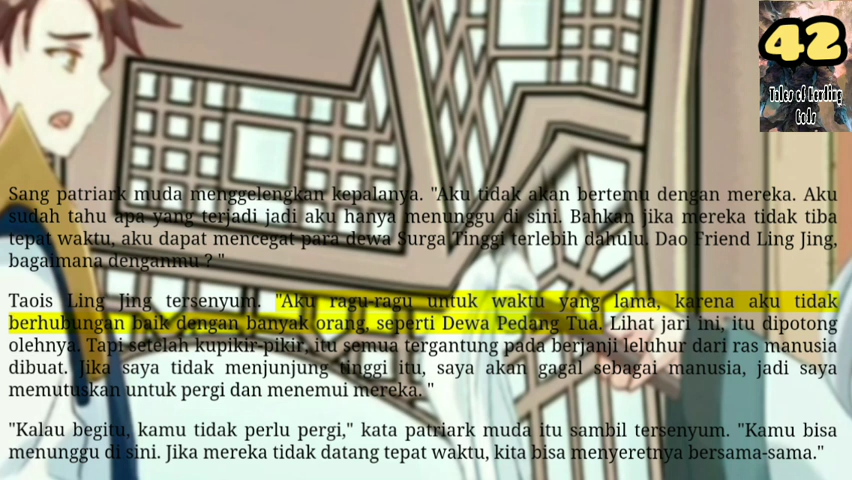 42
Tales of Herding
Gods
Sang patriark muda menggelengkan kepalanya. "Aku tidak akan bertemu dengan mereka. Aku
sudah tahu apa yang terjadi jadi aku hanya menunggu di sini. Bahkan jika mereka tidak tiba
tepat waktu, aku dapat mencegat para dewa Surga Tinggi terlebih dahulu. Dao Friend Ling Jing,
bagaimana denganmu ? "
Taois Ling Jing tersenyum. "Aku ragu-ragu untuk waktu yang lama, karena aku tidak
berhubungan baik dengan banyak orang, seperti Dewa Pedang Tua. Lihat jari ini, itu dipotong
olehnya. Tapi setelah kupikir-pikir, itu semua tergantung pada berjanji leluhur dari ras manusia
dibuat. Jika saya tidak menjunjung tinggi itu, saya akan gagal sebagai manusia, jadi saya
memutuskan untuk pergi dan menemui mereka. "
"Kalau begitu, kamu tidak perlu pergi," kata patriark muda itu sambil tersenyum. "Kamu bisa
menunggu di sini. Jika mereka tidak datang tepat waktu, kita bisa menyeretnya bersama-sama."